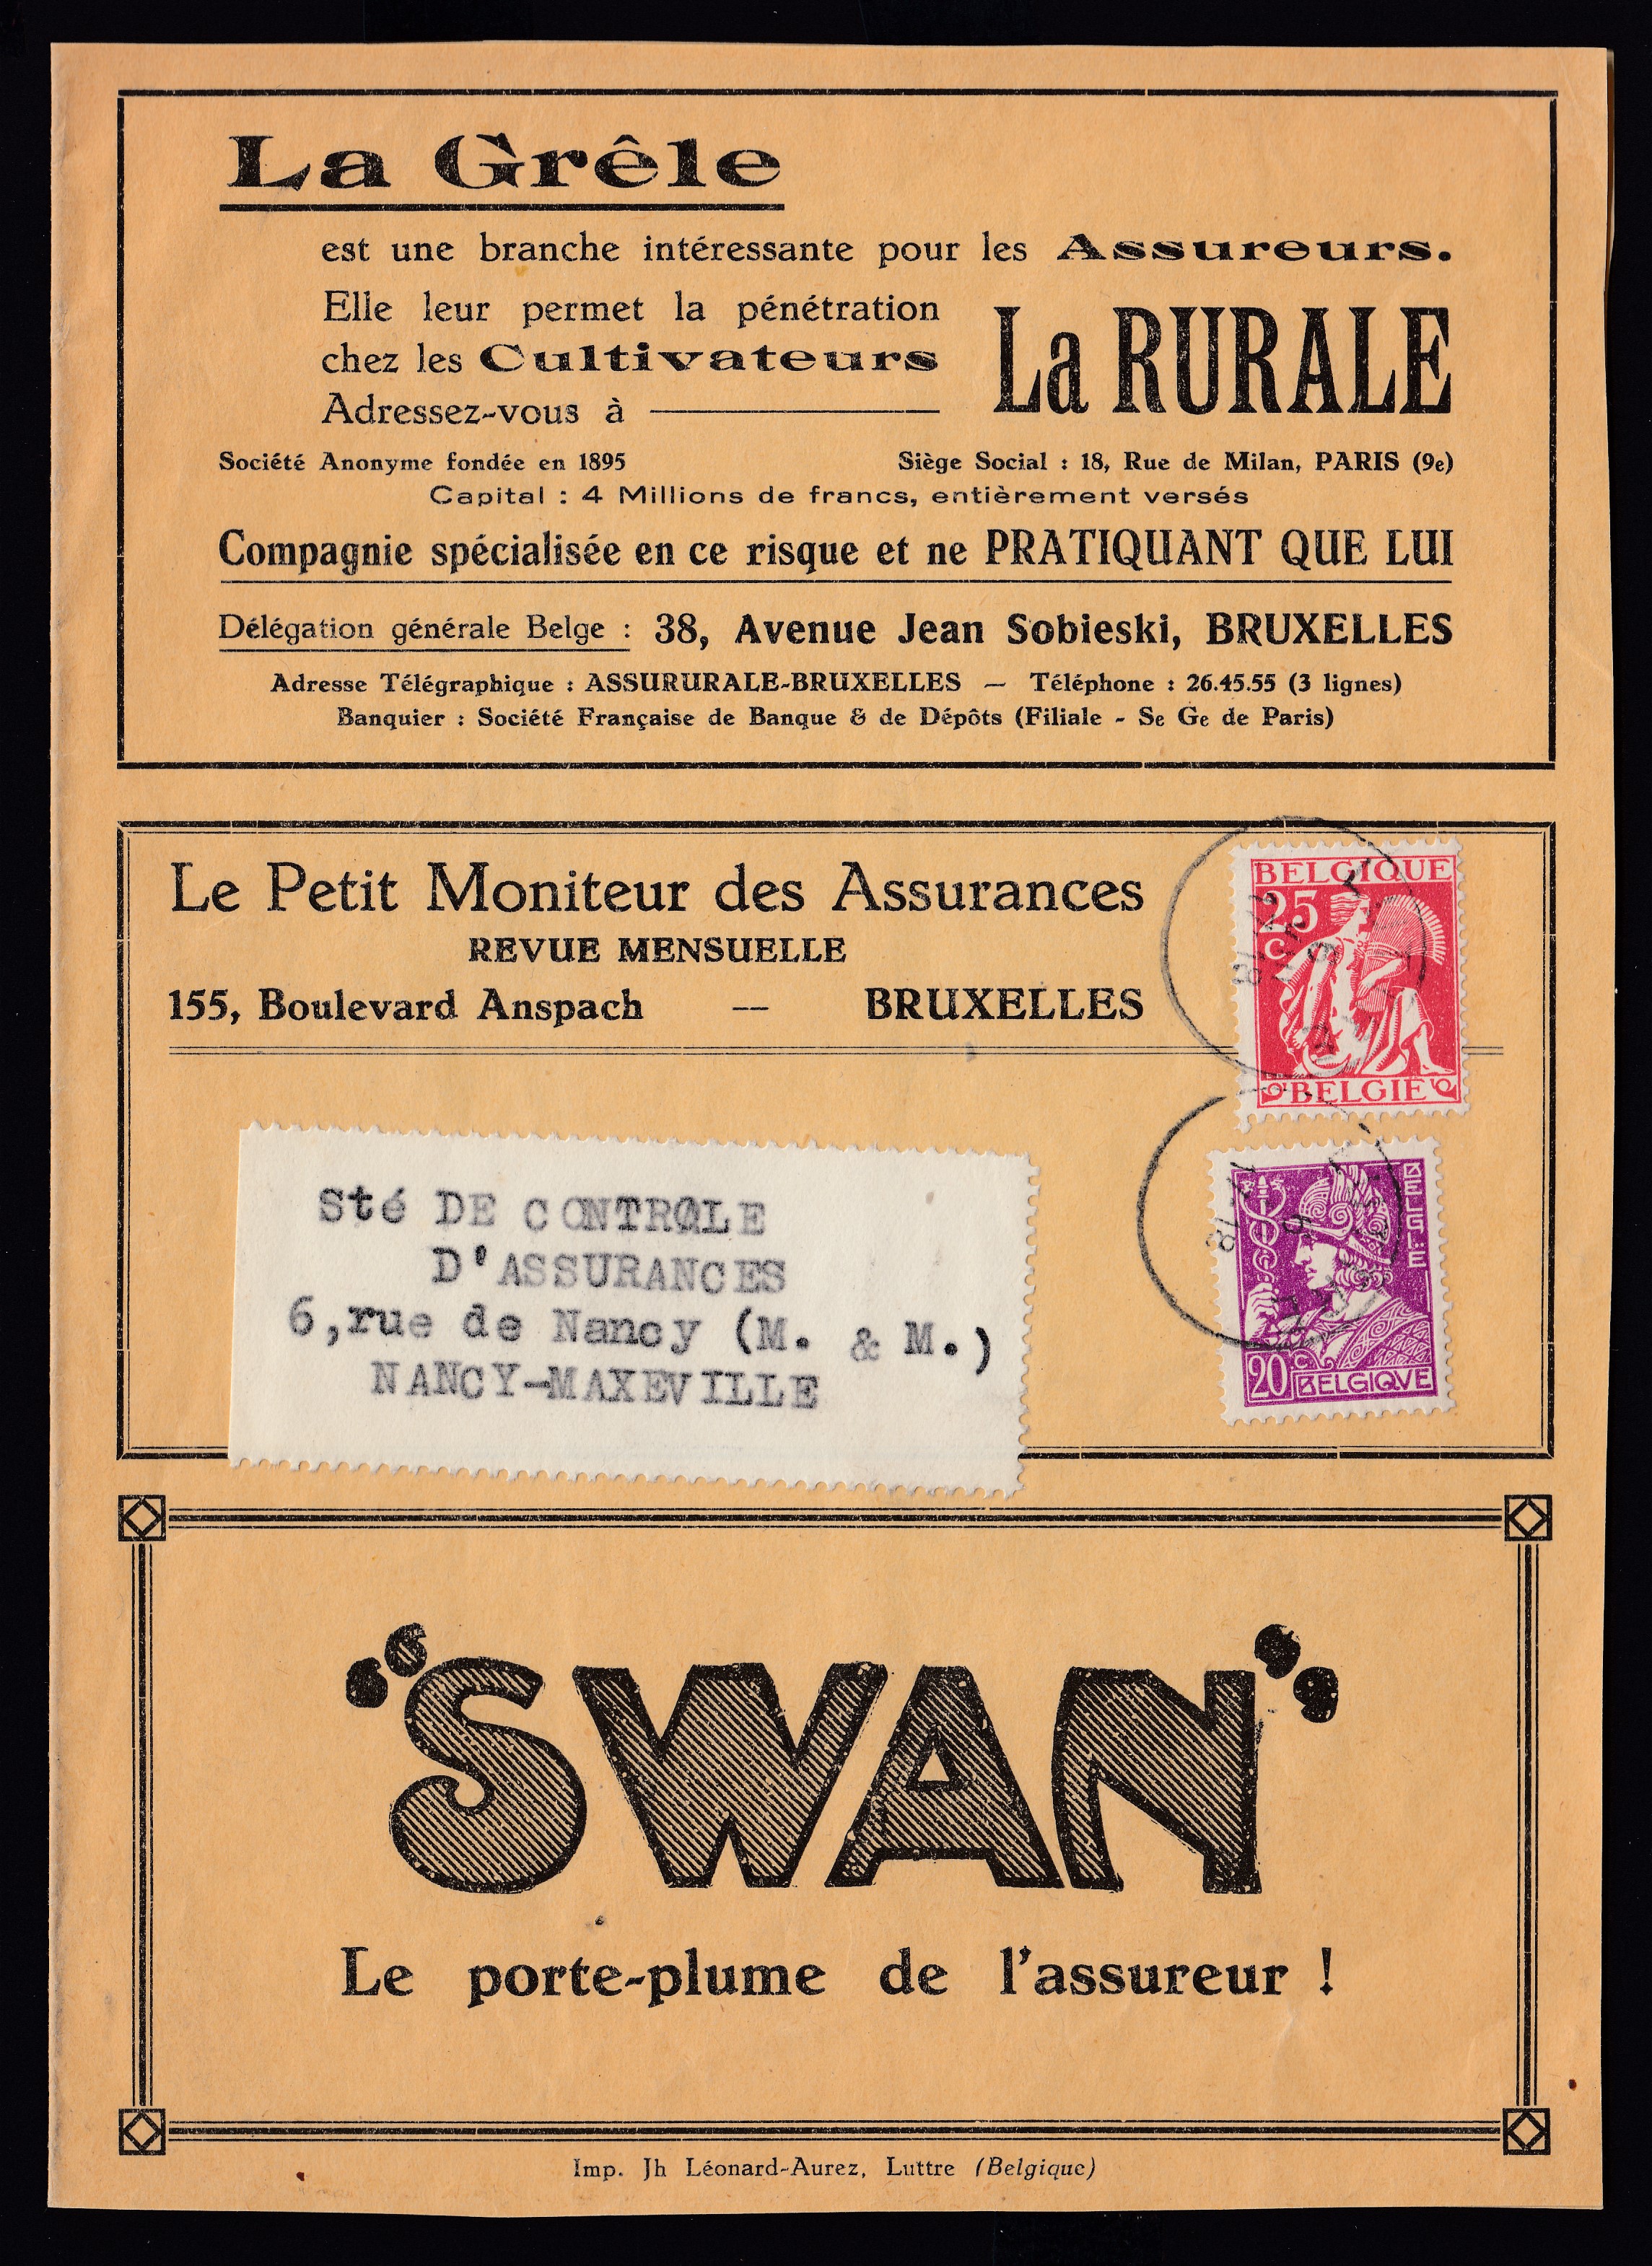 La Grêle
est une branche intéressante pour les Assureurs.
Elle leur permet la pénétration
chez les Cultivateurs
Adressez-vous à
La RURALE
Société Anonyme fondée en 1895 Siège Social : 18, Rue de Milan, PARIS (9e)
Capital : 4 Millions de francs, entièrement versés
Compagnie spécialisée en ce risque et ne PRATIQUANT QUE LUI
Délégation générale Belge : 38, Avenue Jean Sobieski, BRUXELLES
Adresse Télégraphique : ASSURURALE-BRUXELLES — Téléphone : 26.45.55 (3 lignes)
Banquier : Société Française de Banque & de Dépôts (Filiale - Se Ge de Paris)
Le Petit Moniteur des Assurances
REVUE MENSUELLE
155, Boulevard Anspach — BRUXELLES
BELGIQUE
25
C
BELGIË
Sté DE CONTRØLE
D'ASSURANCES
6,rue de Nancy (M. & M.)
NANCY-MAXEVILLE
BELGIË
20 C
BELGIQVE
“SWAN”
Le porte-plume de l'assureur !
Imp. Jh Léonard-Aurez, Luttre (Belgique)